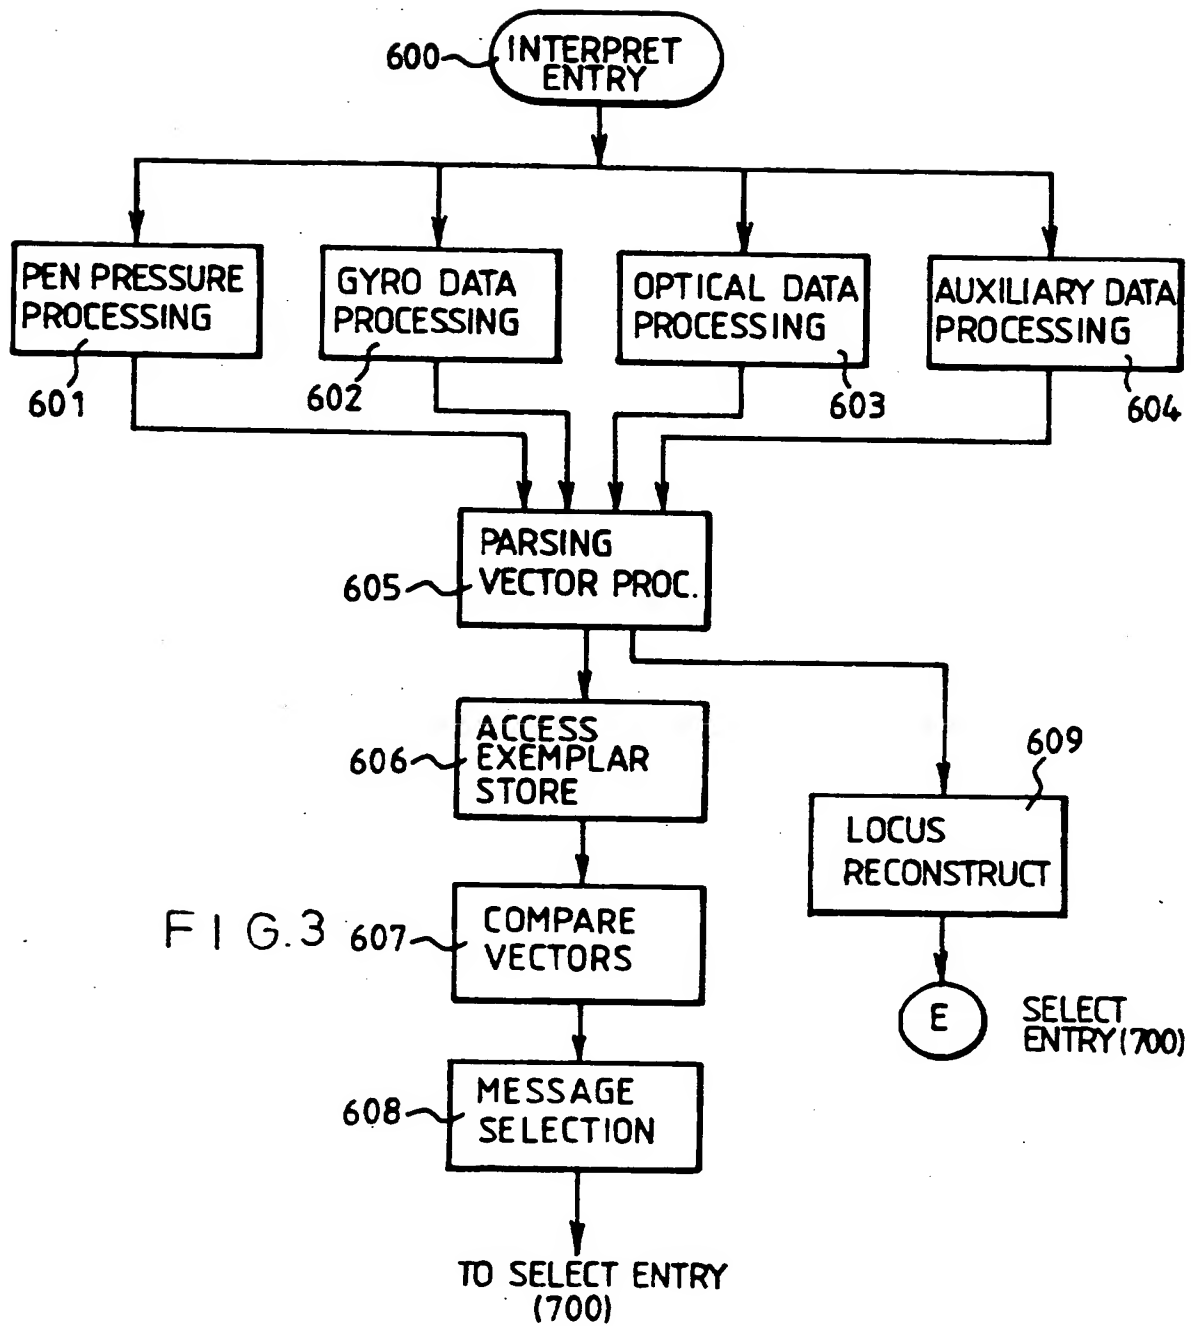 600 INTERPRET
ENTRY
PEN PRESSURE
PROCESSING
601
GYRO DATA
PROCESSING
602
OPTICAL DATA
PROCESSING
603
AUXILIARY DATA
PROCESSING
604
605
PARSING
VECTOR PROC.
606
ACCESS
EXEMPLAR
STORE
609
LOCUS
RECONSTRUCT
FIG.3
607
COMPARE
VECTORS
E
SELECT
ENTRY(700)
608
MESSAGE
SELECTION
TO SELECT ENTRY
(700)